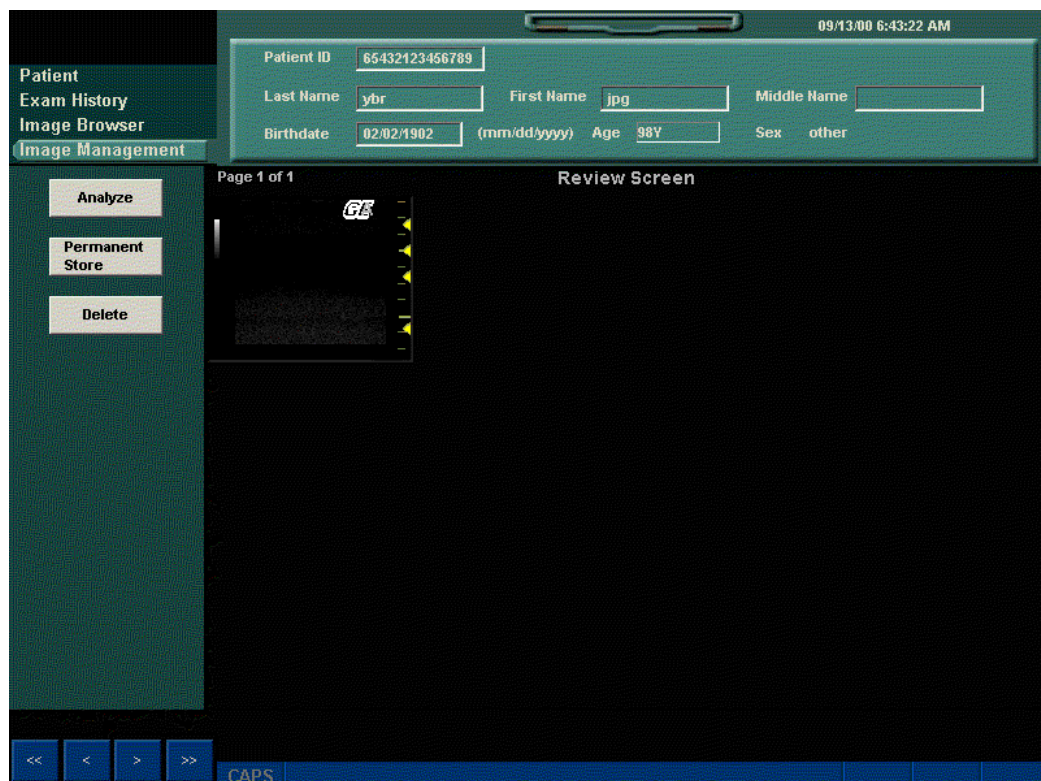 09/13/00 6:43:22 AM
Patient ID 65432123456789
Last Name ybr First Name jpg Middle Name
Birthdate 02/02/1902 (mm/dd/yyyy) Age 98Y Sex other
Patient
Exam History
Image Browser
Image Management
Page 1 of 1 Review Screen
Analyze
Permanent
Store
Delete
GE
<< < > >>
CAPS